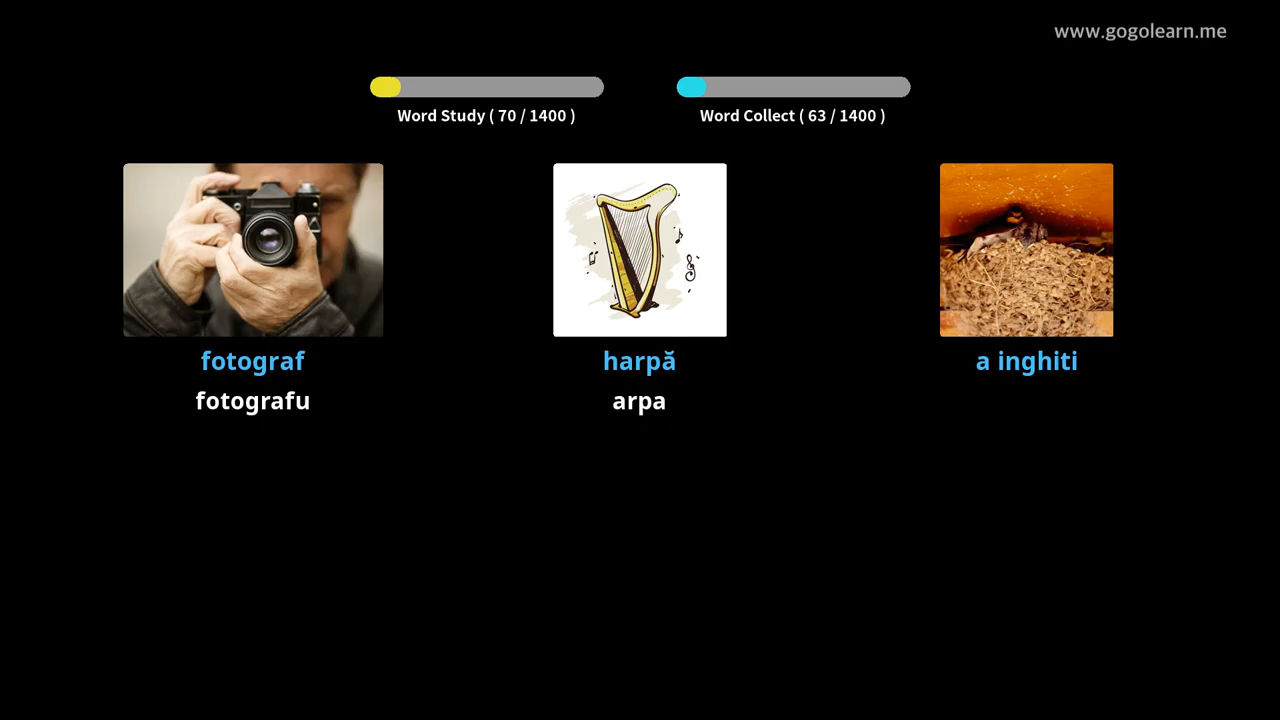 www.gogolearn.me
Word Study ( 70 / 1400 )
Word Collect ( 63 / 1400 )
fotograf
fotografu
harpă
arpa
a inghiti